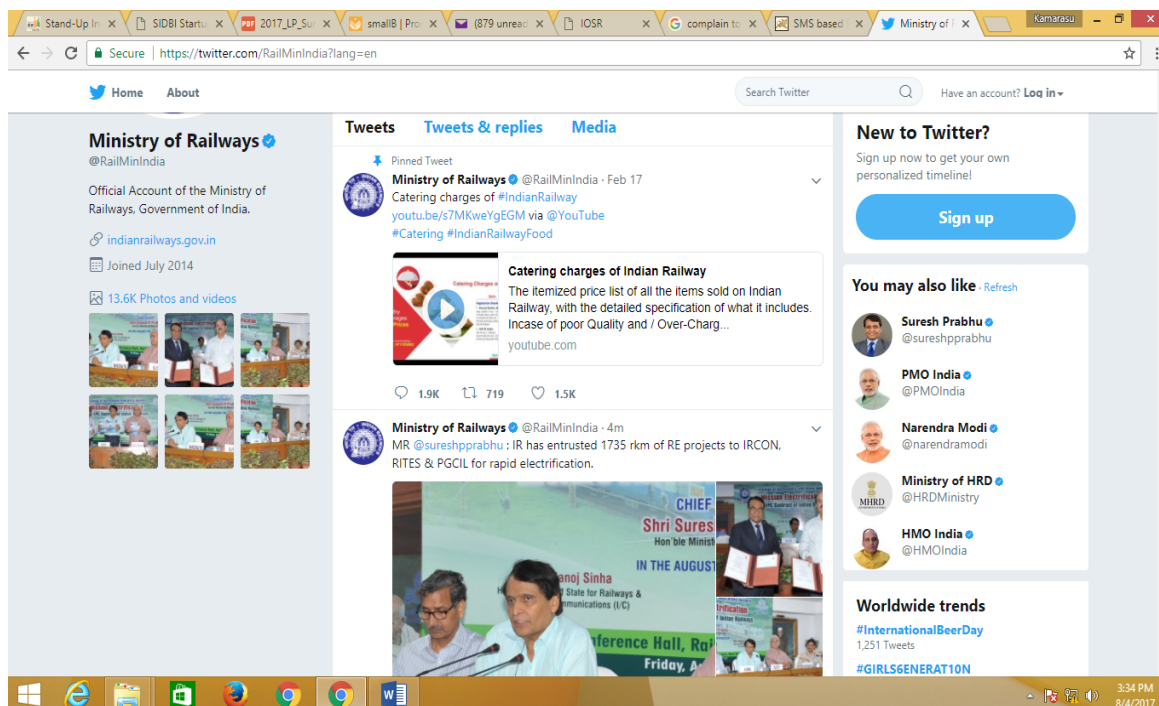 Stand-Up In
SIDBI Startu
2017_LP_Sur
smallB | Pro
(879 unread
IOSR
complain to
SMS based
Ministry of
Kamarasu
Secure | https://twitter.com/RailMinIndia?lang=en
Home About
Search Twitter
Have an account? Log in
Ministry of Railways
@RailMinIndia
Official Account of the Ministry of
Railways, Government of India.
indianrailways.gov.in
Joined July 2014
13.6K Photos and videos
Tweets Tweets & replies Media
Pinned Tweet
Ministry of Railways @RailMinIndia · Feb 17
Catering charges of #IndianRailway
youtu.be/s7MKweYgEGM via @YouTube
#Catering #IndianRailwayFood
Catering charges of Indian Railway
The itemized price list of all the items sold on Indian
Railway, with the detailed specification of what it includes.
Incase of poor Quality and / Over-Charg...
youtube.com
1.9K 719 1.5K
Ministry of Railways @RailMinIndia · 4m
MR @sureshpprabhu : IR has entrusted 1735 rkm of RE projects to IRCON,
RITES & PGCIL for rapid electrification.
CHIEF
Shri Sures
Hon'ble Minist
IN THE AUGUST
anoj Sinha
State for Railways &
munications (I/C)
nference Hall, Rai
Friday, A
New to Twitter?
Sign up now to get your own
personalized timeline!
Sign up
You may also like · Refresh
Suresh Prabhu
@sureshpprabhu
PMO India
@PMOIndia
Narendra Modi
@narendramodi
MHRD
Ministry of HRD
@HRDMinistry
HMO India
@HMOIndia
Worldwide trends
#InternationalBeerDay
1,251 Tweets
#GIRLS6ENERAT10N
3:34 PM
8/4/2017